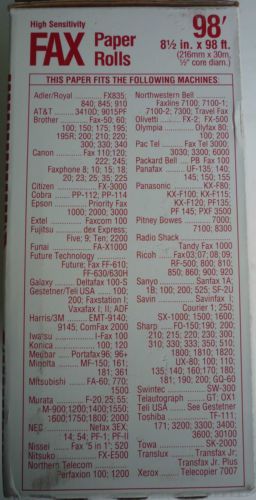 High Sensitivity
FAX Paper Rolls
98'
8½ in x 98 ft.
(216mm x 30m,
½" core diam.)
THIS PAPER FITS THE FOLLOWING MACHINES:
Adler/Royal FAX835;
840; 845; 910
AT&T 3410D; 9015PF
Brother Fax-50; Fax
100; 150; 175; 195;
195R; 200; 210; 220;
300; 330; 340
Canon Fax 110; 120;
222; 245,
Faxphone 8; 10; 15; 18
20; 23; 25; 35; 225
Citizen FX-3000
Cobra PP-112; PP-114
Epson Priority Fax
1000; 2000; 3000
Extel Faxcom 100
Fujitsu dex Express;
Five; 9; Ten; 2200
Funai FA-X1000
Future Technology
Future; Fax FF-610;
FF-630/630H
Galaxy Deltafax 100-S
Gestetner/Teli USA 100;
200; Faxstation I;
Vaxafax I; II; ADF
Harris/3M EMT-9140;
9145; ComFax 2000
Iwatsu I-Fax 100
Konica 100; 120
Meubar Portafax96; 96+
Minolta MF-150; 161;
181; 361
Mitsubishi FA-60; 770;
1500
Murata F-20; 25; 55;
M-900; 1200; 1400; 1550;
1600; 1750; 1800; 2750
NEC Nefax 3EX;
14; 54; PF-1; PF-II
Nissei Fax "5 in 1"; 520
Nitsuko FX-E500
Northern Telecom
Perfaxion 100; 1200
Northwestern Bell
Faxline 7100; 7100-1;
7100-2; 7300; Travel Fax
Olivetti FX-2; FX-500
Olympia Olyfax 80;
100; 200
Pac Tel Fax Tel 3000;
3030; 3300; 6000
Packard Bell PB Fax 100
Panafax UF-135; 140;
145; 150; 155; 160
Panasonic KX-F80;
KX-F100; KX-F115;
KX-F120; PF135;
PF 145; PXF 3500
Pitney Bowes 7000;
7100; 8300
Radio Shack
Tandy Fax 1000
Ricoh Fax03; 07; 08; 09;
RF-500; 800; 810;
850; 860; 900; 920
Sanyo Sanfax 1A,
1B; 100; 200; 525; SF-2U
Savin Savinfax I;
Courier 1; 250;
SX-1000
Sharp FO-150; 190; 200;
210; 215; 220; 230; 300;
310; 330; 333; 350; 510;
1800; 1810; 1820;
UX-80; 100; 110;
135; 140; 160; 170; 180;
181; 190; 200; GQ-60
Swintec SW-300
Telautograph GT; OX1
Teli USA See Gestetner
Toshiba TF-111;
171; 3200; 3300; 3400;
3600; 30100
Towa SK-2000
Translux Transfax Jr;
Transfax Jr. Plus
Xerox Telecopier 7007